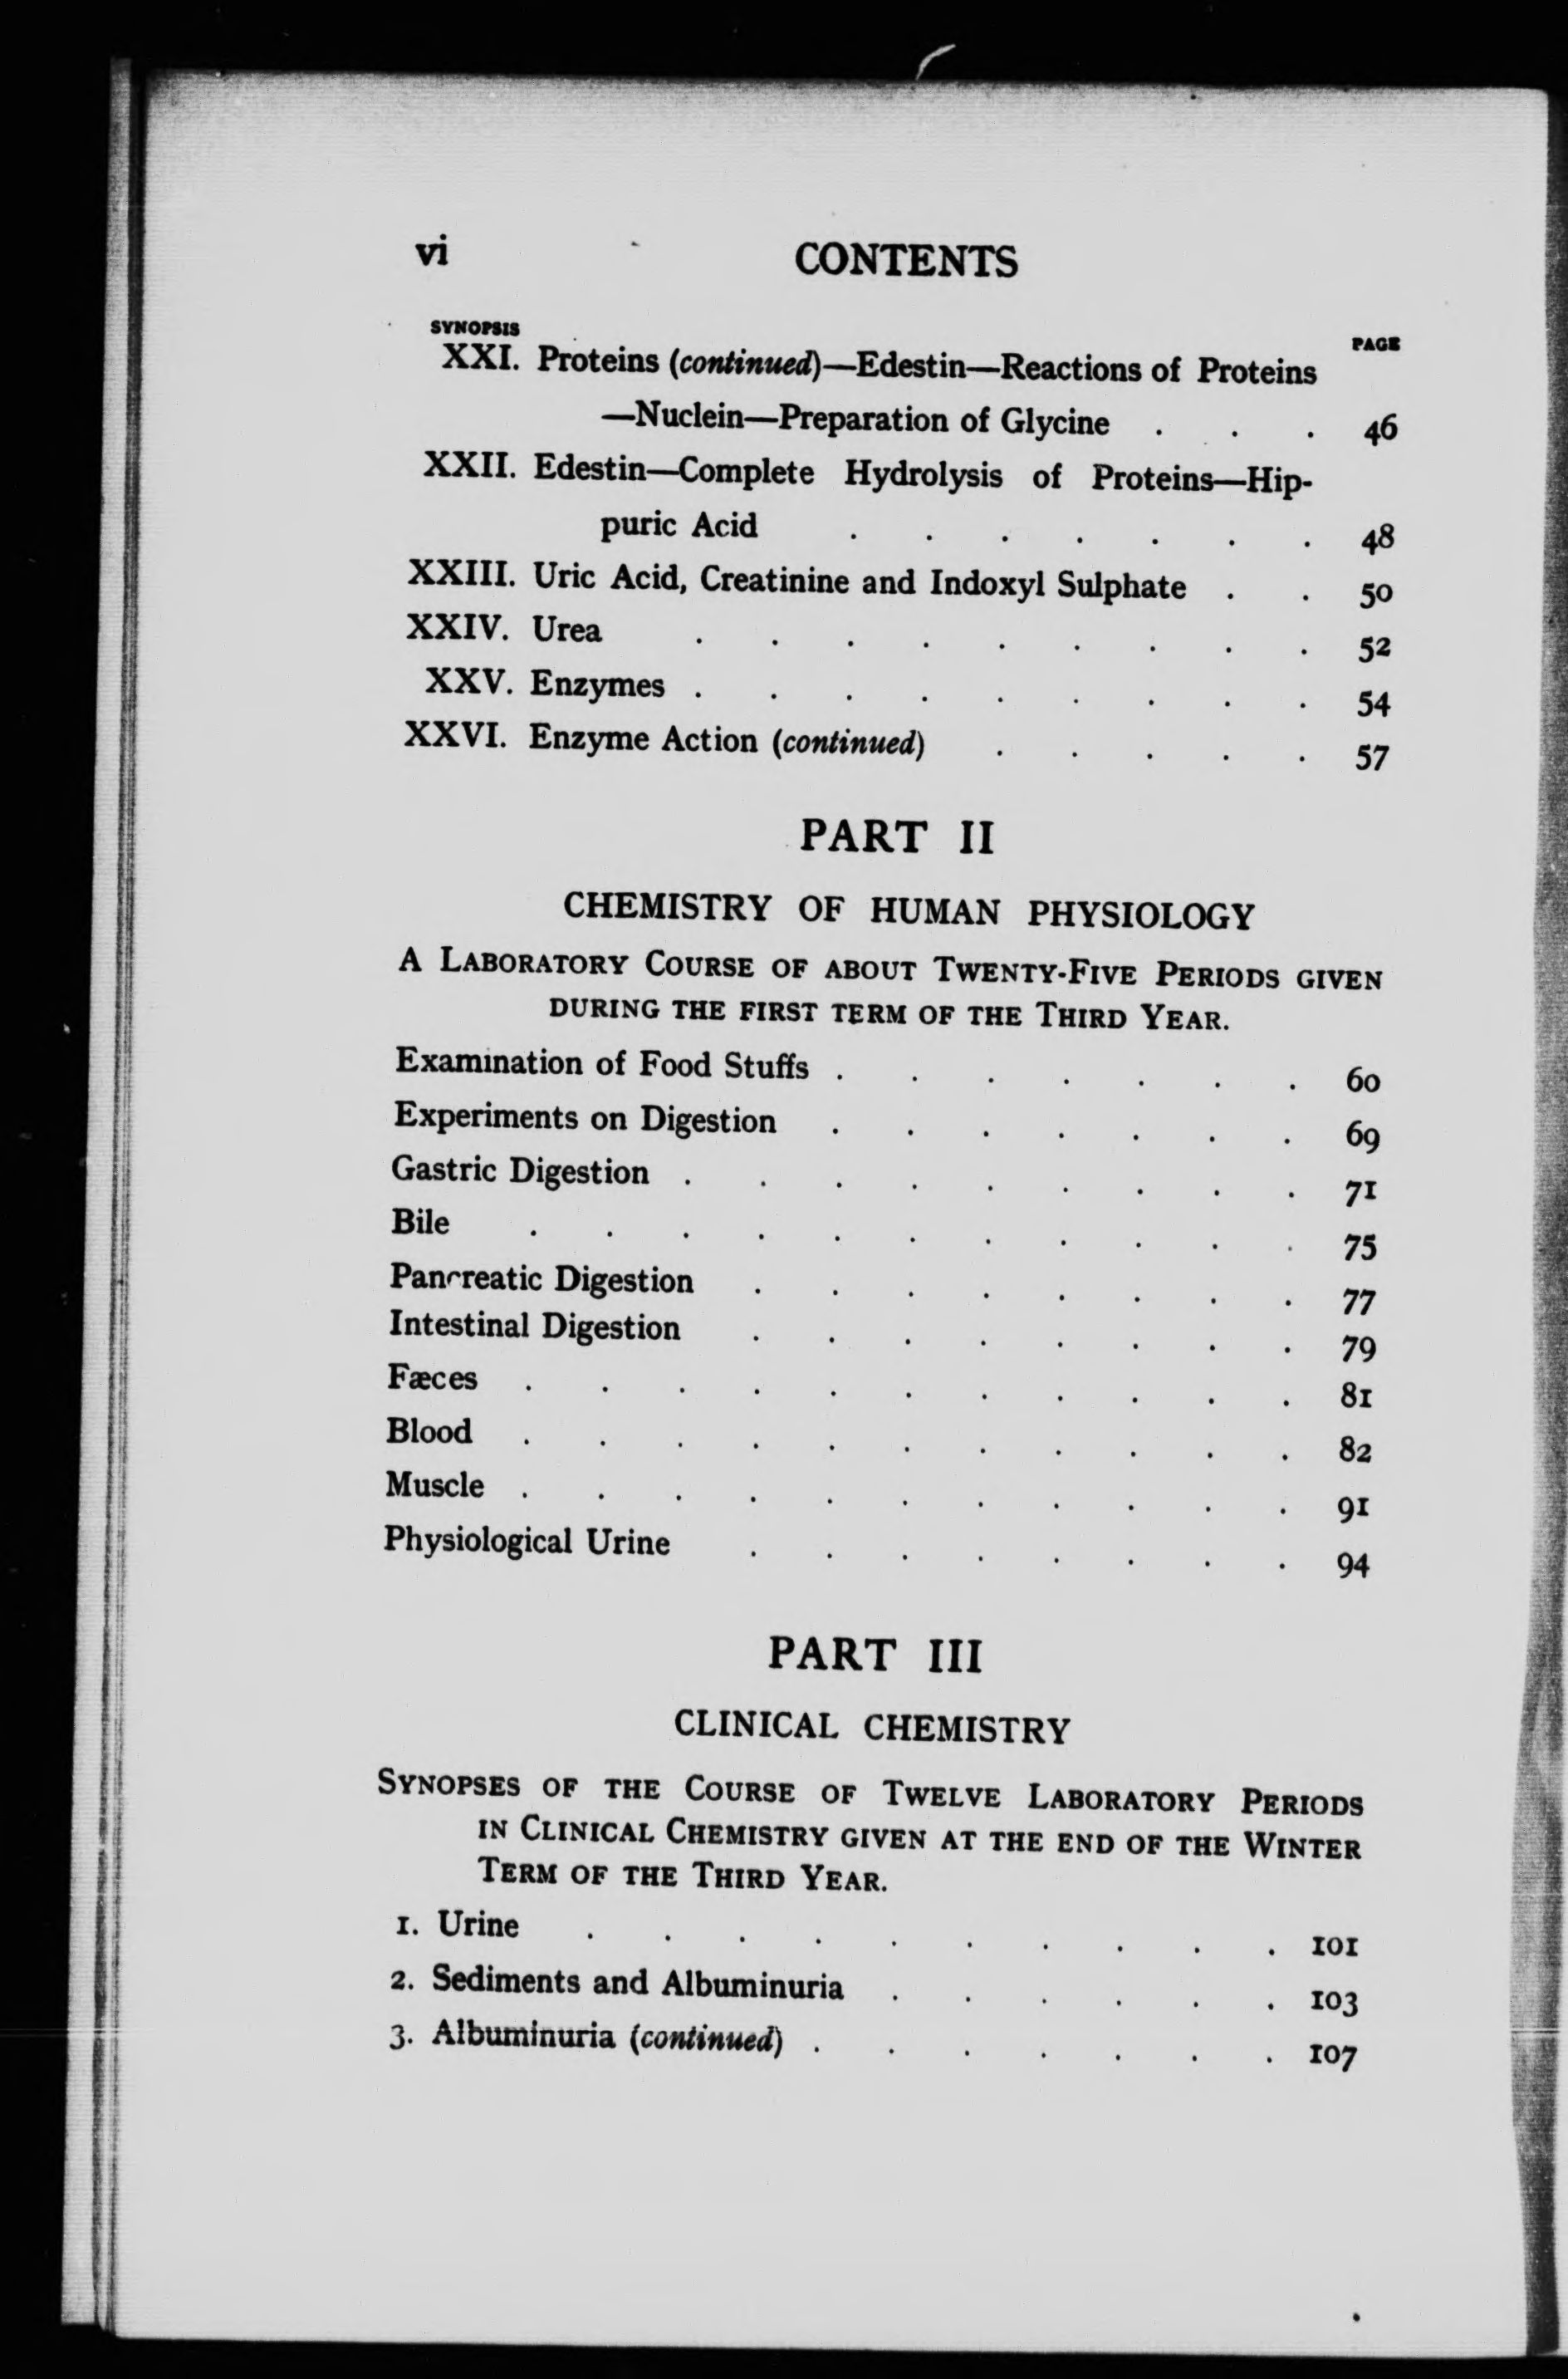 vi CONTENTS
SYNOPSIS PAGE
XXI. Proteins (continued)—Edestin—Reactions of Proteins
—Nuclein—Preparation of Glycine . . . 46
XXII. Edestin—Complete Hydrolysis of Proteins—Hip-
puric Acid . . . . . . . 48
XXIII. Uric Acid, Creatinine and Indoxyl Sulphate . . 50
XXIV. Urea . . . . . . . . . 52
XXV. Enzymes . . . . . . . . . 54
XXVI. Enzyme Action (continued) . . . . . 57
PART II
CHEMISTRY OF HUMAN PHYSIOLOGY
A LABORATORY COURSE OF ABOUT TWENTY-FIVE PERIODS GIVEN
DURING THE FIRST TERM OF THE THIRD YEAR.
Examination of Food Stuffs . . . . . . . 60
Experiments on Digestion . . . . . . . 69
Gastric Digestion . . . . . . . . . 71
Bile . . . . . . . . . . . 75
Pancreatic Digestion . . . . . . . . 77
Intestinal Digestion . . . . . . . . 79
Fæces . . . . . . . . . . . 81
Blood . . . . . . . . . . . 82
Muscle . . . . . . . . . . . 91
Physiological Urine . . . . . . . . 94
PART III
CLINICAL CHEMISTRY
SYNOPSES OF THE COURSE OF TWELVE LABORATORY PERIODS
IN CLINICAL CHEMISTRY GIVEN AT THE END OF THE WINTER
TERM OF THE THIRD YEAR.
1. Urine . . . . . . . . . . 101
2. Sediments and Albuminuria . . . . . . 103
3. Albuminuria (continued) . . . . . . . 107